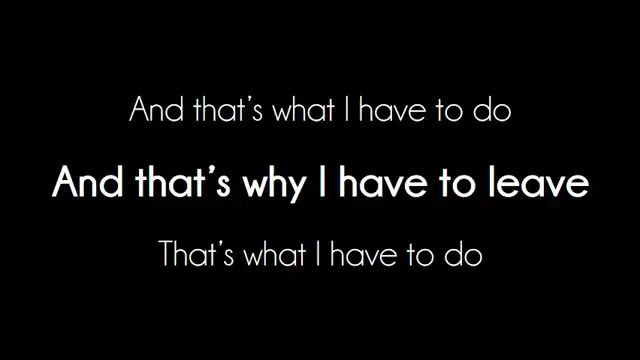 And that's what I have to do
And that's why I have to leave
That's what I have to do